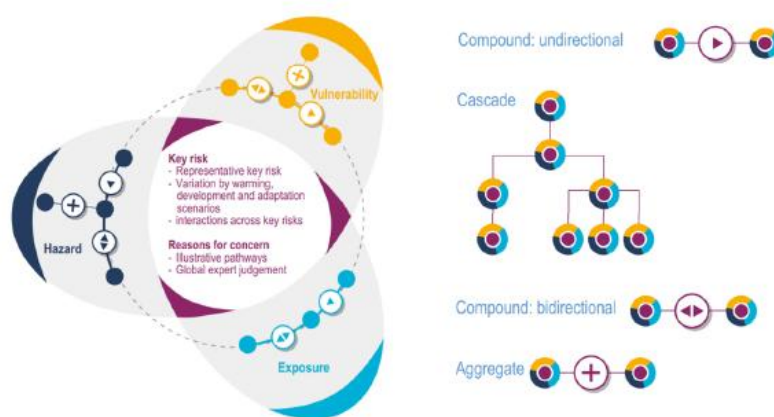 Vulnerability
Key risk
- Representative key risk
- Variation by warming,
development and adaptation
scenarios
- interactions across key risks
Reasons for concern
- Illustrative pathways
- Global expert judgement
Hazard
Exposure
Compound: undirectional
Cascade
Compound: bidirectional
Aggregate